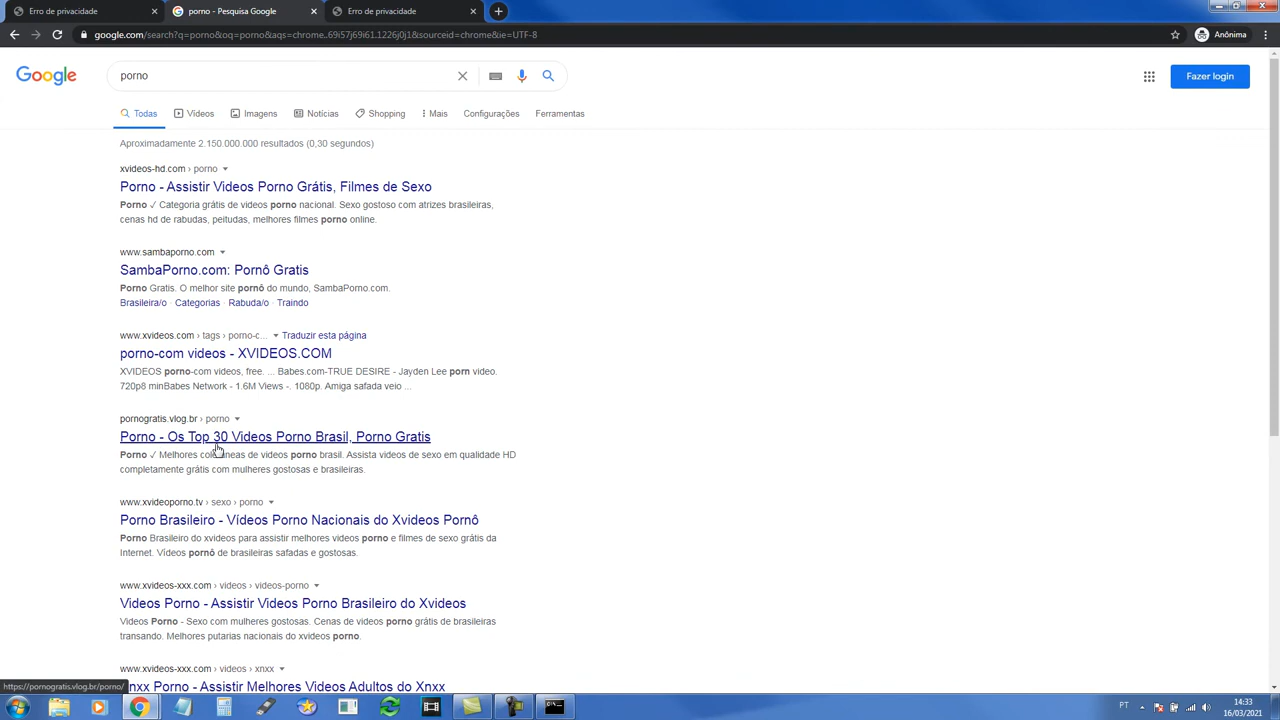 Erro de privacidade
porno - Pesquisa Google
Erro de privacidade
google.com/search?q=porno&oq=porno&aqs=chrome..69i57j69i61.1226j0j1&sourceid=chrome&ie=UTF-8
Anônima
Google
porno
Fazer login
Todas
Vídeos
Imagens
Notícias
Shopping
Mais
Configurações
Ferramentas
Aproximadamente 2.150.000.000 resultados (0,30 segundos)
xvideos-hd.com › porno
Porno - Assistir Videos Porno Grátis, Filmes de Sexo
Porno ✓ Categoria grátis de videos porno nacional. Sexo gostoso com atrizes brasileiras,
cenas hd de rabudas, peitudas, melhores filmes porno online.
www.sambaporno.com
SambaPorno.com: Pornô Gratis
Porno Gratis. O melhor site pornô do mundo, SambaPorno.com.
Brasileira/o · Categorias · Rabuda/o · Traindo
www.xvideos.com › tags › porno-c... Traduzir esta página
porno-com videos - XVIDEOS.COM
XVIDEOS porno-com videos, free. ... Babes.com-TRUE DESIRE - Jayden Lee porn video.
720p8 minBabes Network - 1.6M Views -. 1080p. Amiga safada veio ...
pornogratis.vlog.br › porno
Porno - Os Top 30 Videos Porno Brasil, Porno Gratis
Porno ✓ Melhores coletâneas de videos porno brasil. Assista videos de sexo em qualidade HD
completamente grátis com mulheres gostosas e brasileiras.
www.xvideoporno.tv › sexo › porno
Porno Brasileiro - Vídeos Porno Nacionais do Xvideos Pornô
Porno Brasileiro do xvideos para assistir melhores videos porno e filmes de sexo grátis da
Internet. Vídeos pornô de brasileiras safadas e gostosas.
www.xvideos-xxx.com › videos › videos-porno
Videos Porno - Assistir Videos Porno Brasileiro do Xvideos
Videos Porno - Sexo com mulheres gostosas. Cenas de videos porno grátis de brasileiras
transando. Melhores putarias nacionais do xvideos porno.
www.xvideos-xxx.com › videos › xnxx
nxx Porno - Assistir Melhores Videos Adultos do Xnxx
https://pornogratis.vlog.br/porno/
PT
14:33
16/03/2021